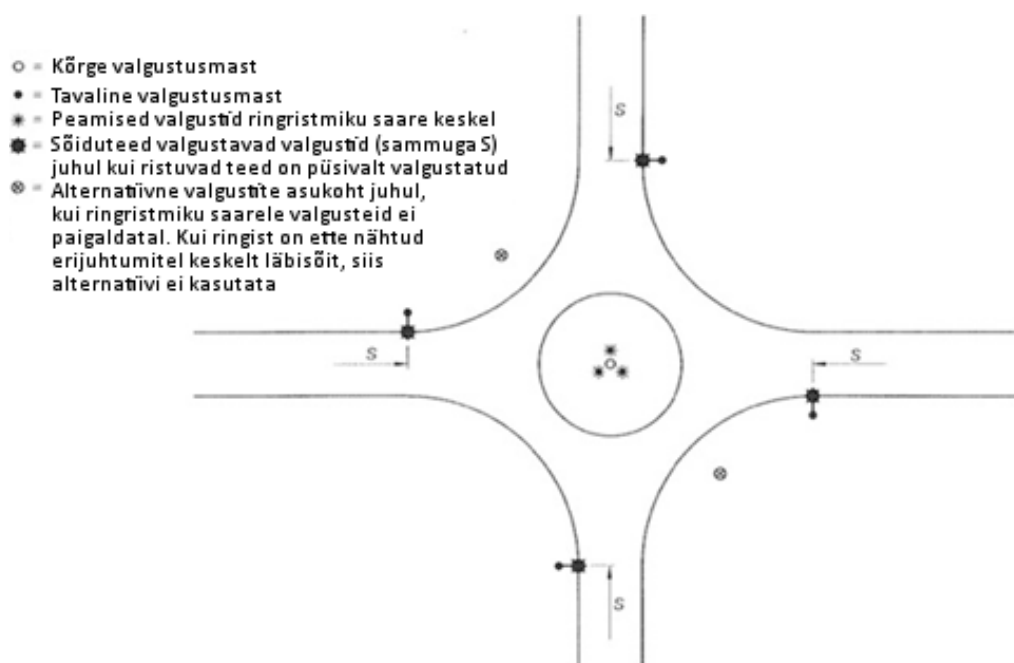 = Kõrge valgustusmast
= Tavaline valgustusmast
= Peamised valgustid ringristmiku saare keskel
= Sõiduteed valgustavad valgustid (sammuga S)
juhul kui ristuvad teed on püsivalt valgustatud
= Alternatiivne valgustite asukoht juhul,
kui ringristmiku saarele valgusteid ei
paigaldatal. Kui ringist on ette nähtud
erijuhtumitel keskelt läbisõit, siis
alternatiivi ei kasutata
S
S
S
S